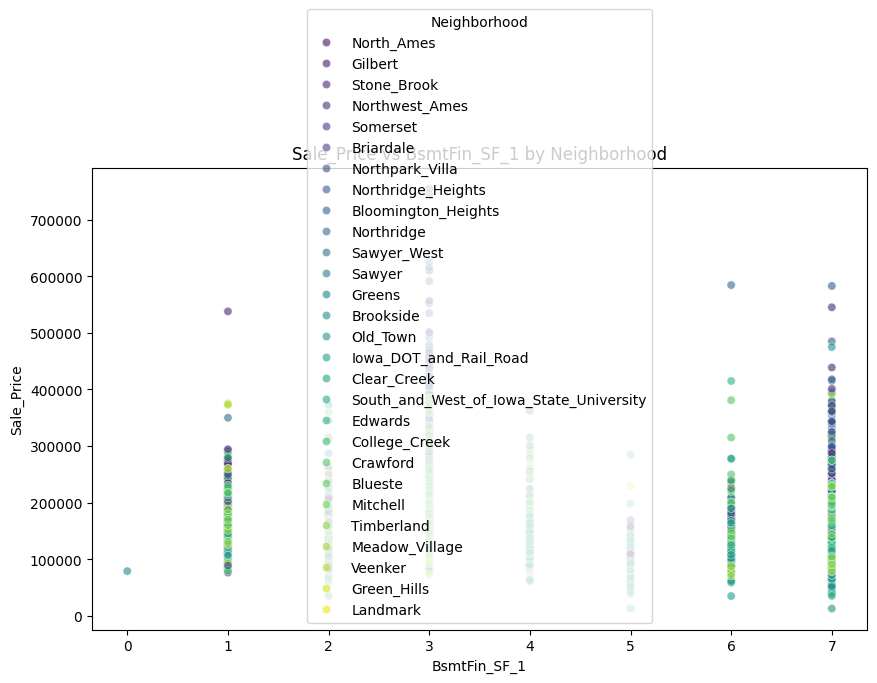 Neighborhood
North_Ames
Gilbert
Stone_Brook
Northwest_Ames
Somerset
Briardale
Sale_Price vs BsmtFin_SF_1 by Neighborhood
Northpark_Villa
Northridge_Heights
Bloomington_Heights
Northridge
Sawyer_West
Sawyer
Greens
Brookside
Old_Town
Iowa_DOT_and_Rail_Road
Clear_Creek
South_and_West_of_Iowa_State_University
Edwards
College_Creek
Crawford
Blueste
Mitchell
Timberland
Meadow_Village
Veenker
Green_Hills
Landmark
700000
600000
500000
400000
300000
200000
100000
0
Sale_Price
0 1 2 3 4 5 6 7
BsmtFin_SF_1